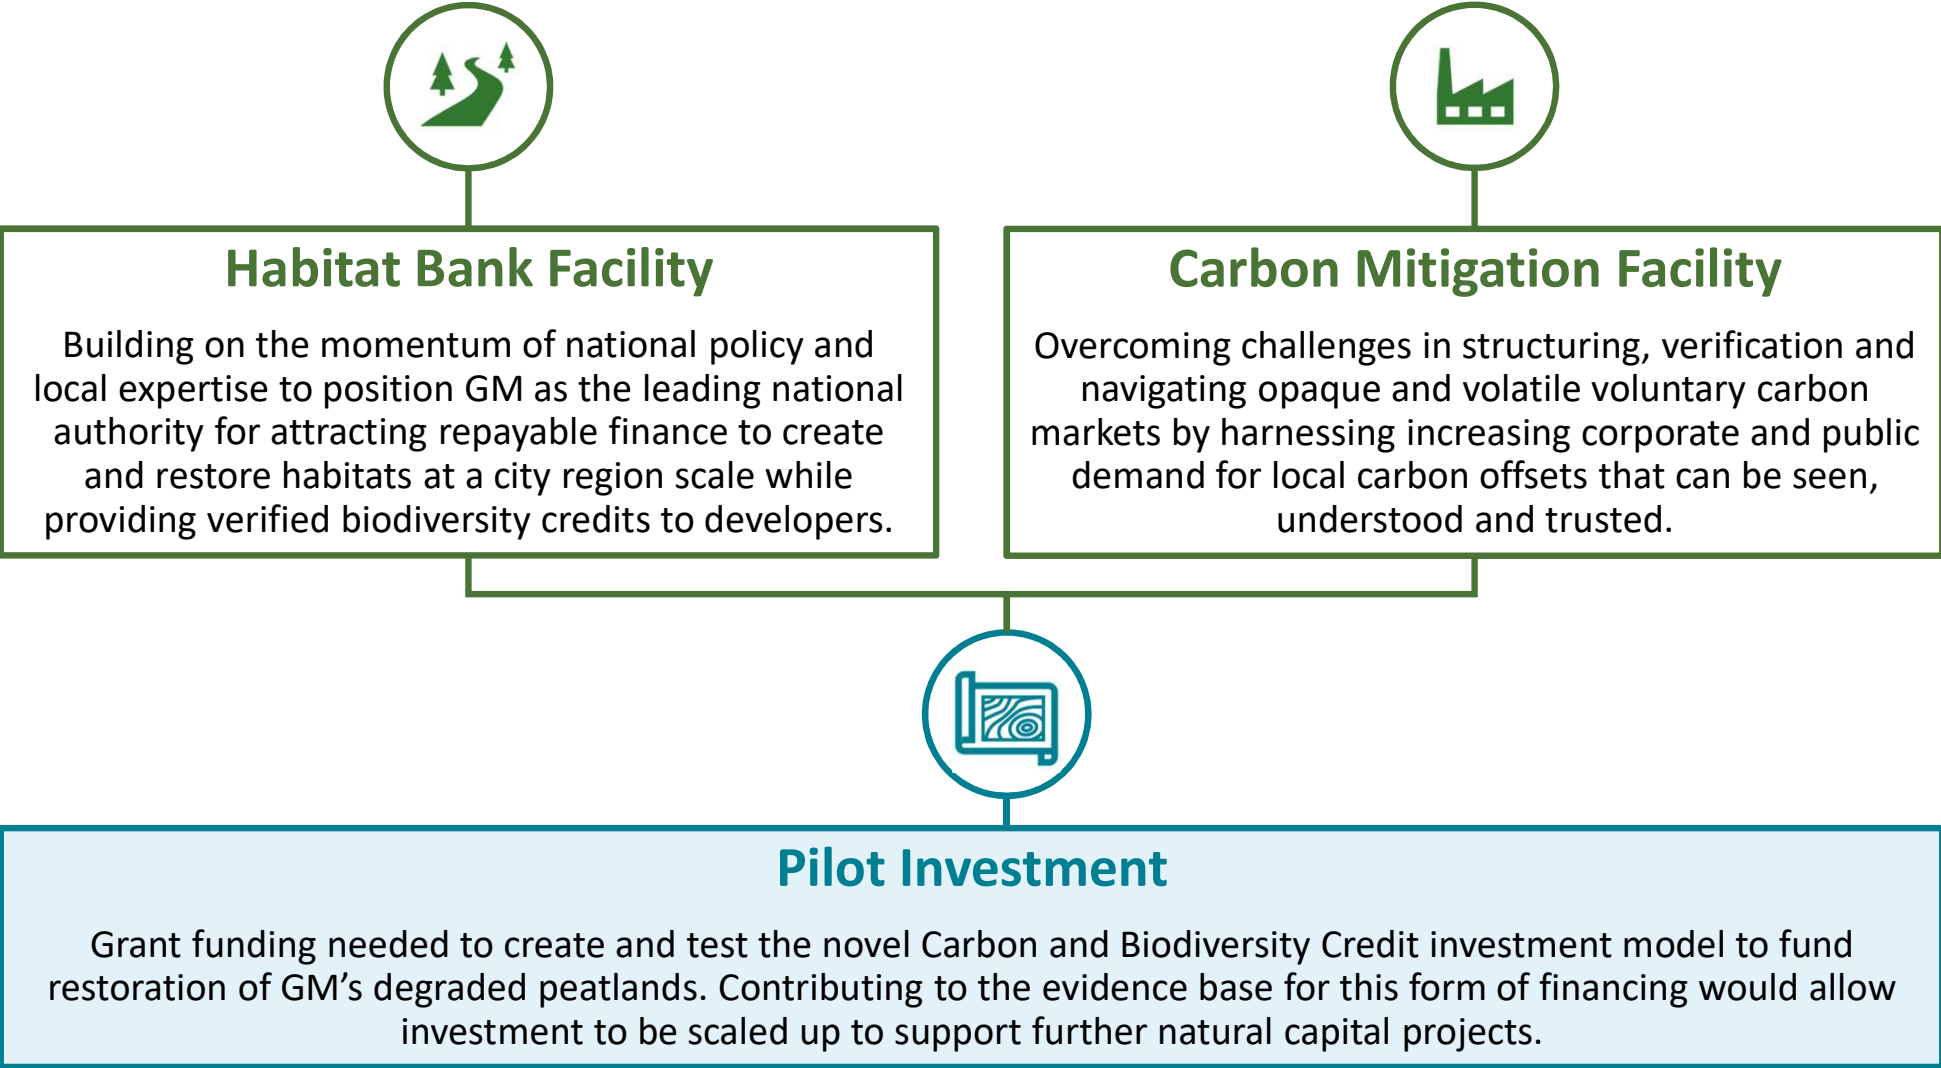 Habitat Bank Facility
Building on the momentum of national policy and
local expertise to position GM as the leading national
authority for attracting repayable finance to create
and restore habitats at a city region scale while
providing verified biodiversity credits to developers.
Carbon Mitigation Facility
Overcoming challenges in structuring, verification and
navigating opaque and volatile voluntary carbon
markets by harnessing increasing corporate and public
demand for local carbon offsets that can be seen,
understood and trusted.
Pilot Investment
Grant funding needed to create and test the novel Carbon and Biodiversity Credit investment model to fund
restoration of GM’s degraded peatlands. Contributing to the evidence base for this form of financing would allow
investment to be scaled up to support further natural capital projects.